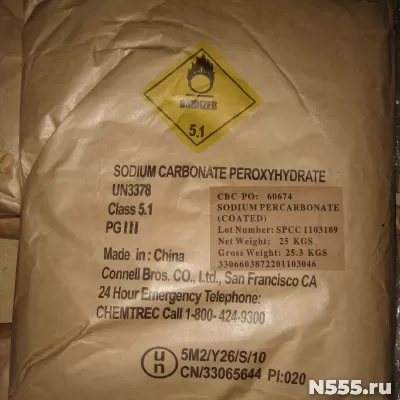 OXIDIZER
5.1
SODIUM CARBONATE PEROXYHYDRATE
UN3378
Class 5.1
PG III
CBC PO: 60674
SODIUM PERCARBONATE
(COATED)
Lot Number: SPCC 1103189
Net Weight: 25 KGS
Gross Weight: 25.3 KGS
3306603872201103046
Made in: China
Connell Bros. CO., Ltd., San Francisco CA
24 Hour Emergency Telephone:
CHEMTREC Call 1-800- 424-9300
un
5M2/Y26/S/10
CN/33065644 PI:020
N555.ru